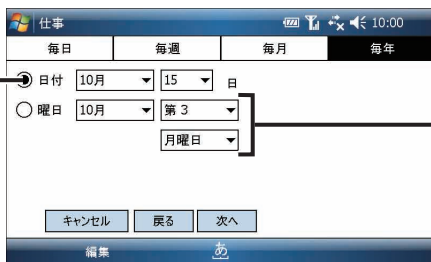 仕事 10:00
毎日 毎週 毎月 毎年
日付 10月 15 日
曜日 10月 第3
月曜日
キャンセル 戻る 次へ
編集 あ